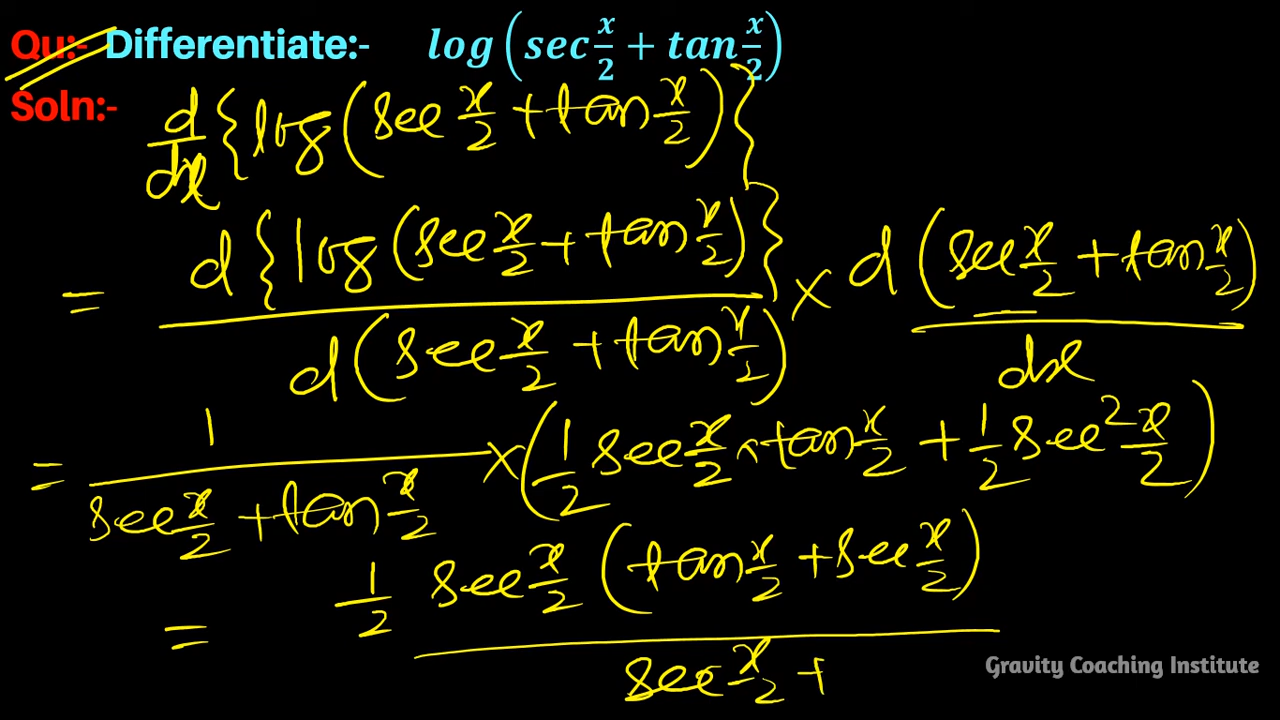 Qu:- Differentiate:- log(sec x/2 + tan x/2)
Soln:- d/dx {log(sec x/2 + tan x/2)}
= d{log(sec x/2 + tan x/2)} / d(sec x/2 + tan x/2) × d(sec x/2 + tan x/2) / dx
= 1 / (sec x/2 + tan x/2) × (1/2 sec x/2 × tan x/2 + 1/2 sec² x/2)
= 1/2 sec x/2 (tan x/2 + sec x/2) / sec x/2 +
Gravity Coaching Institute